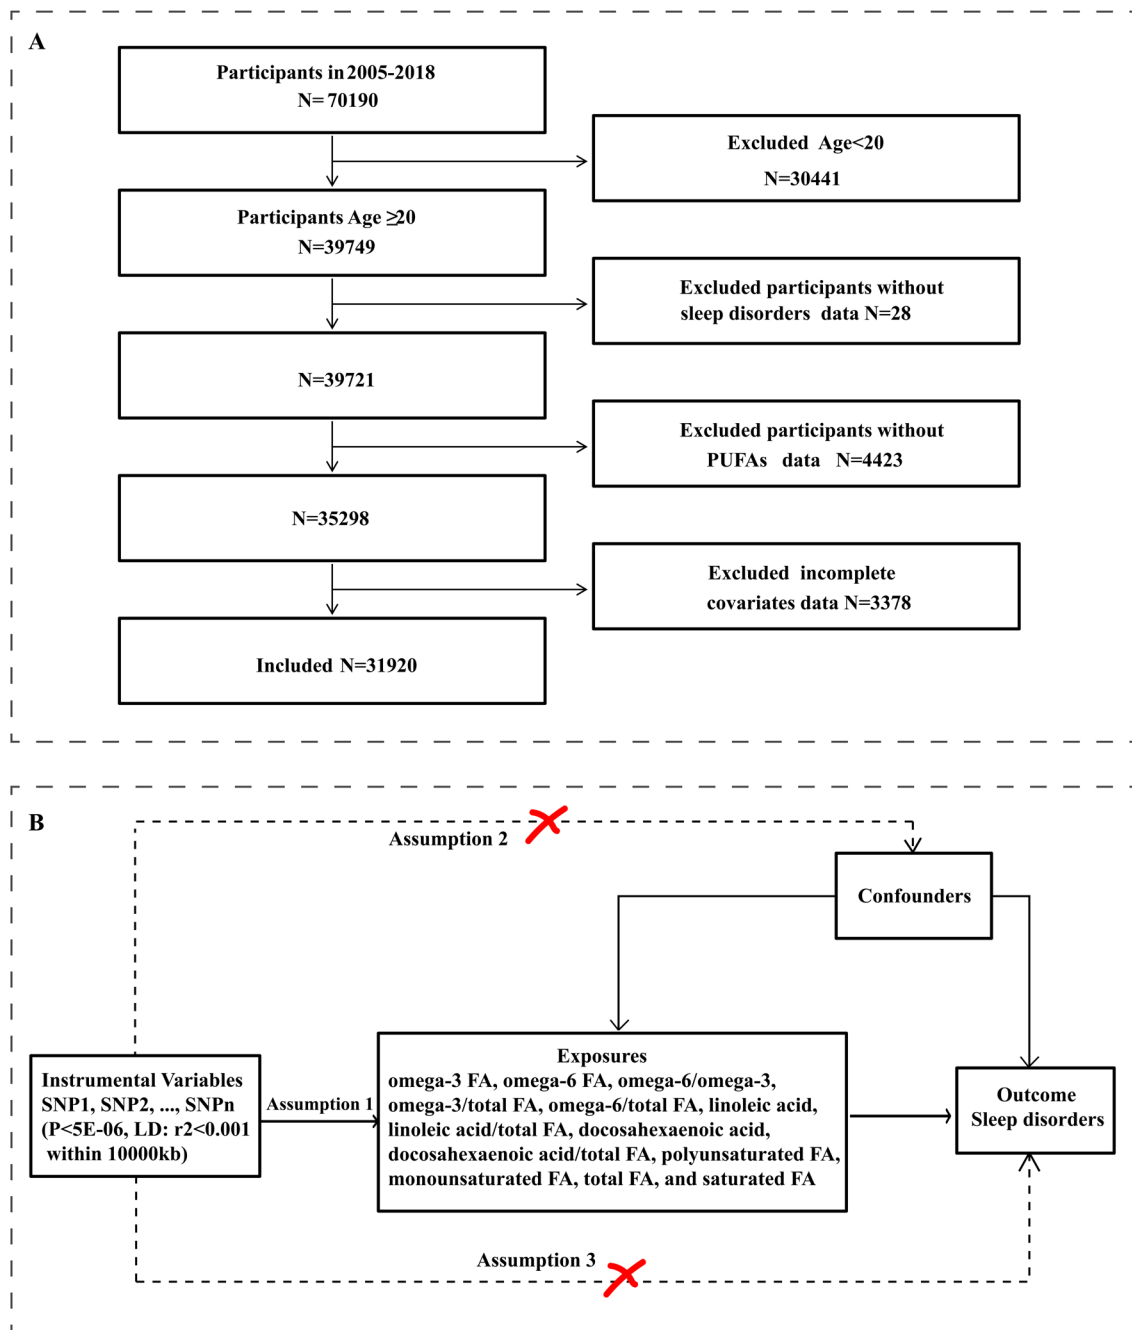 A
Participants in 2005-2018
N= 70190
Excluded Age<20
N=30441
Participants Age ≥20
N=39749
Excluded participants without
sleep disorders data N=28
N=39721
Excluded participants without
PUFAs data N=4423
N=35298
Excluded incomplete
covariates data N=3378
Included N=31920
B
Assumption 2
Confounders
Instrumental Variables
SNP1, SNP2, ..., SNPn
(P<5E-06, LD: r2<0.001
within 10000kb)
Assumption 1
Exposures
omega-3 FA, omega-6 FA, omega-6/omega-3,
omega-3/total FA, omega-6/total FA, linoleic acid,
linoleic acid/total FA, docosahexaenoic acid,
docosahexaenoic acid/total FA, polyunsaturated FA,
monounsaturated FA, total FA, and saturated FA
Outcome
Sleep disorders
Assumption 3